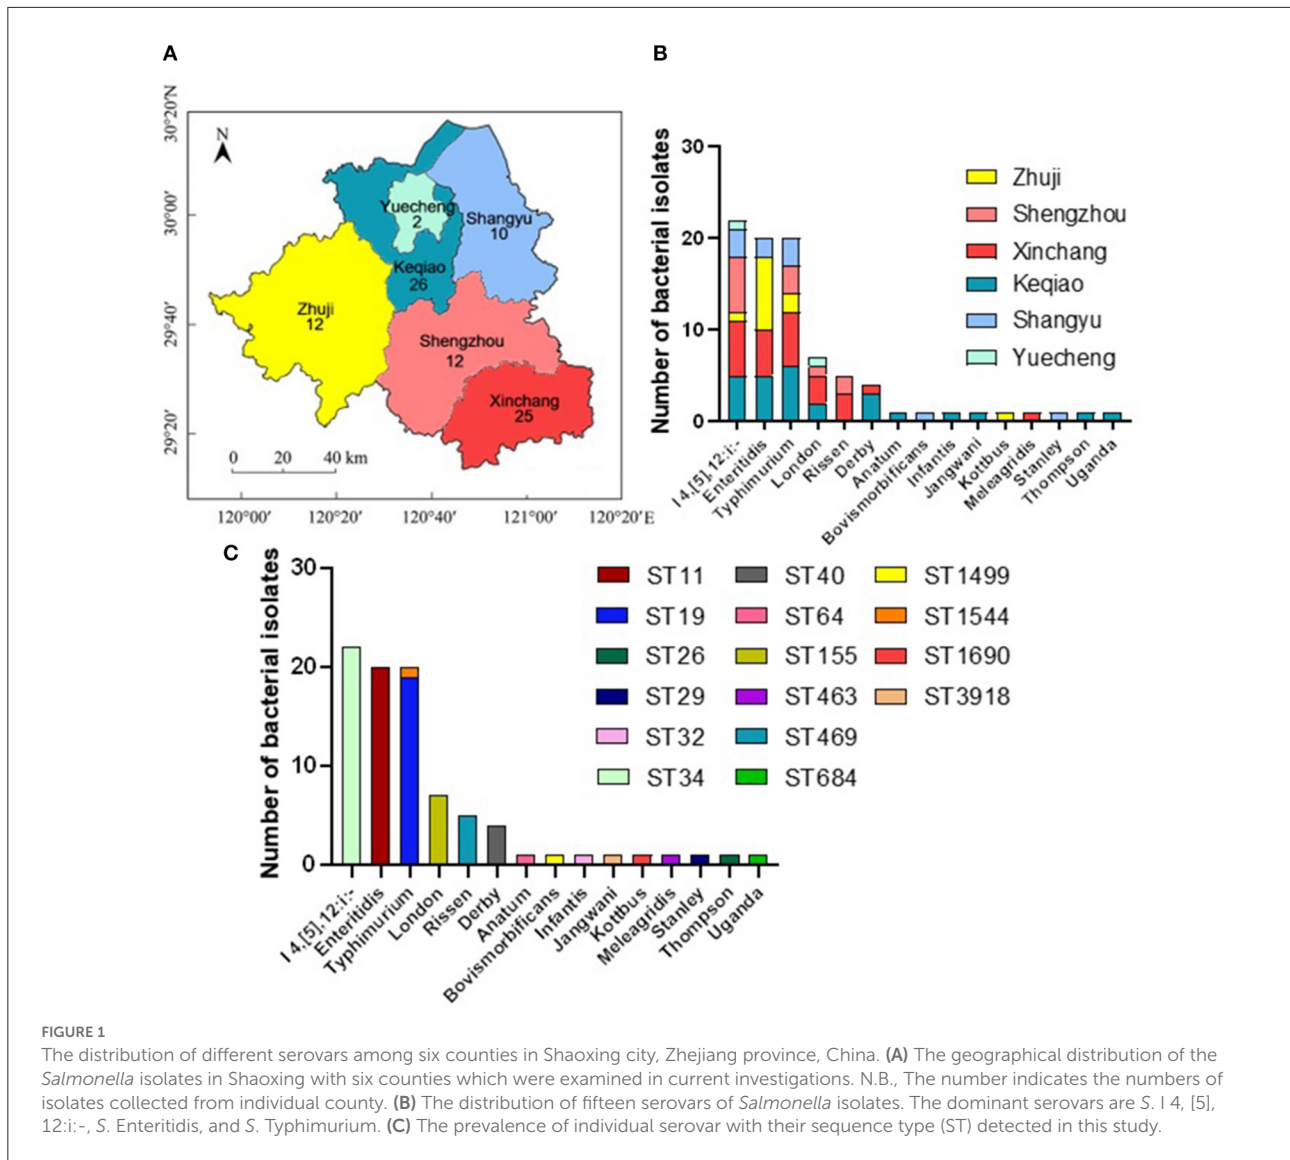 A
30°20′N
30°00′
29°40′
29°20′
N
Yuecheng
2
Shangyu
10
Keqiao
26
Zhuji
12
Shengzhou
12
Xinchang
25
0 20 40 km
120°00′ 120°20′ 120°40′ 121°00′ 120°20′E
B
Number of bacterial isolates
30
20
10
0
Zhuji
Shengzhou
Xinchang
Keqiao
Shangyu
Yuecheng
I 4,[5],12:i:-
Enteritidis
Typhimurium
London
Rissen
Derby
Anatum
Bovismorbificans
Infantis
Jangwani
Kottbus
Meleagridis
Stanley
Thompson
Uganda
C
Number of bacterial isolates
30
20
10
0
ST11 ST40 ST1499
ST19 ST64 ST1544
ST26 ST155 ST1690
ST29 ST463 ST3918
ST32 ST469
ST34 ST684
I 4,[5],12:i:-
Enteritidis
Typhimurium
London
Rissen
Derby
Anatum
Bovismorbificans
Infantis
Jangwani
Kottbus
Meleagridis
Stanley
Thompson
Uganda
FIGURE 1
The distribution of different serovars among six counties in Shaoxing city, Zhejiang province, China. (A) The geographical distribution of the
Salmonella isolates in Shaoxing with six counties which were examined in current investigations. N.B., The number indicates the numbers of
isolates collected from individual county. (B) The distribution of fifteen serovars of Salmonella isolates. The dominant serovars are S. I 4, [5],
12:i:-, S. Enteritidis, and S. Typhimurium. (C) The prevalence of individual serovar with their sequence type (ST) detected in this study.